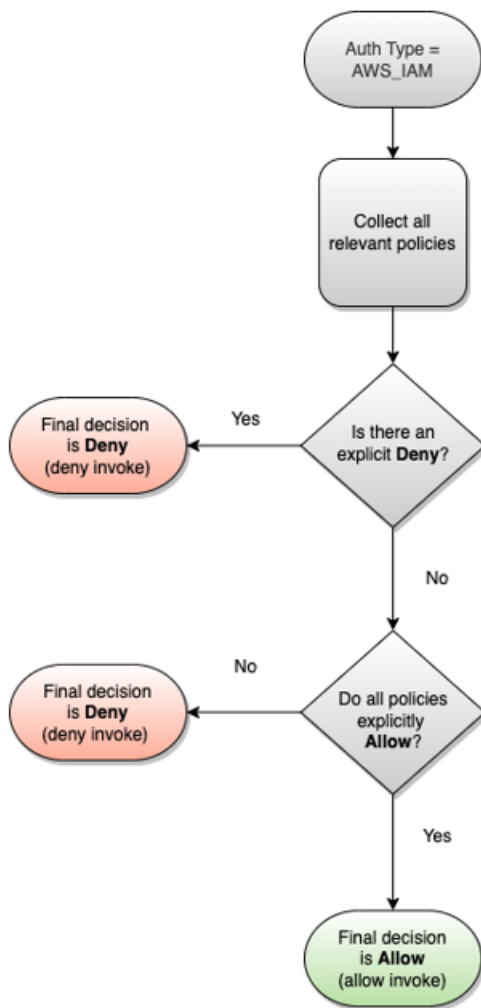 Auth Type =
AWS_IAM
Collect all
relevant policies
Is there an
explicit Deny?
Yes
Final decision
is Deny
(deny invoke)
No
Do all policies
explicitly
Allow?
No
Final decision
is Deny
(deny invoke)
Yes
Final decision
is Allow
(allow invoke)